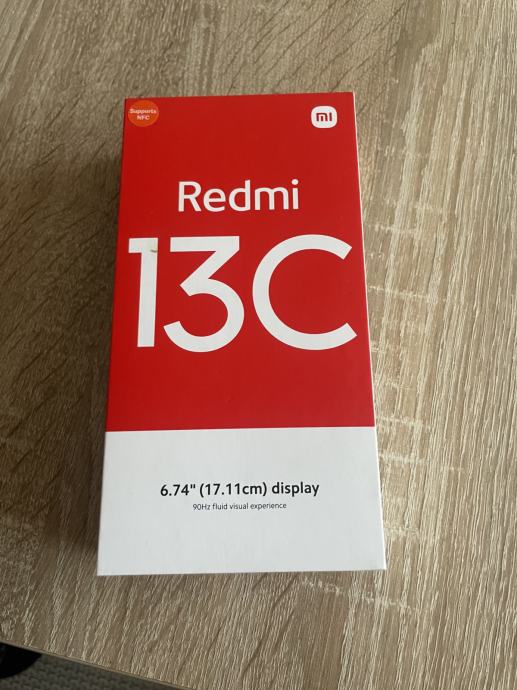 Supports
NFC
mi
Redmi
13C
6.74" (17.11cm) display
90Hz fluid visual experience